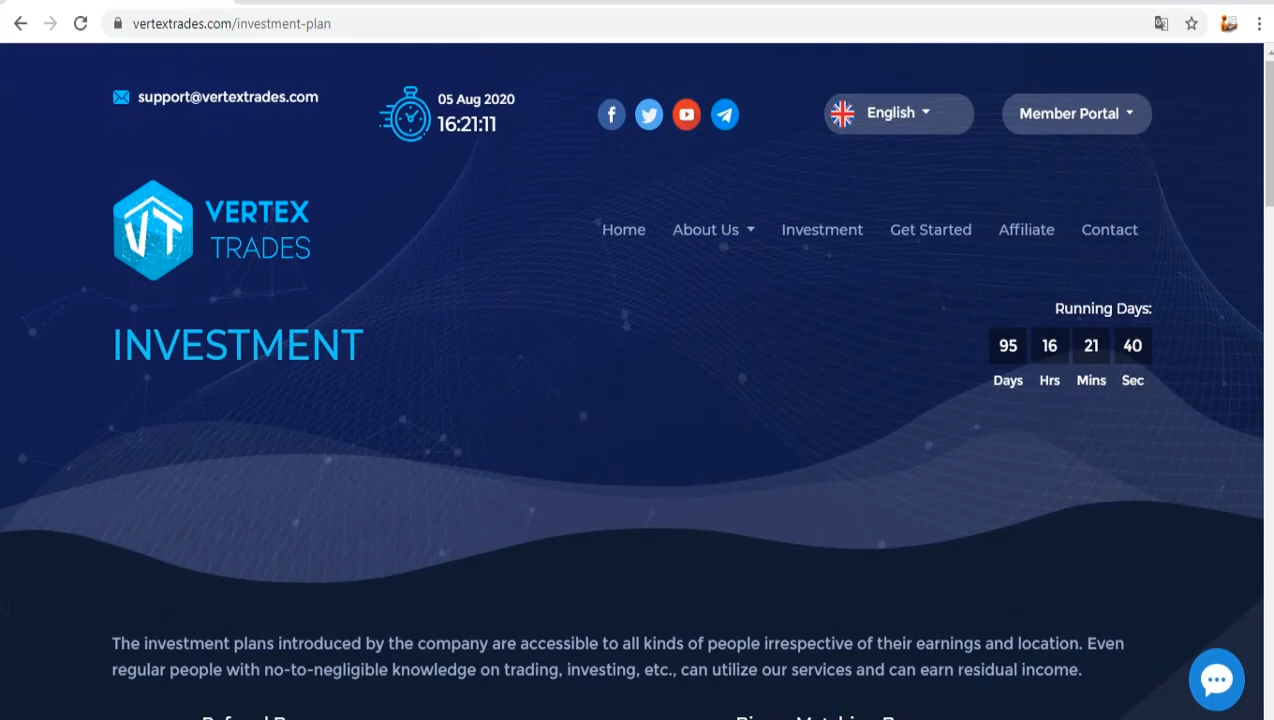 vertextrades.com/investment-plan
support@vertextrades.com
05 Aug 2020
16:21:11
English
Member Portal
VT
VERTEX
TRADES
Home About Us Investment Get Started Affiliate Contact
Running Days:
INVESTMENT
95 16 21 40
Days Hrs Mins Sec
The investment plans introduced by the company are accessible to all kinds of people irrespective of their earnings and location. Even
regular people with no-to-negligible knowledge on trading, investing, etc., can utilize our services and can earn residual income.